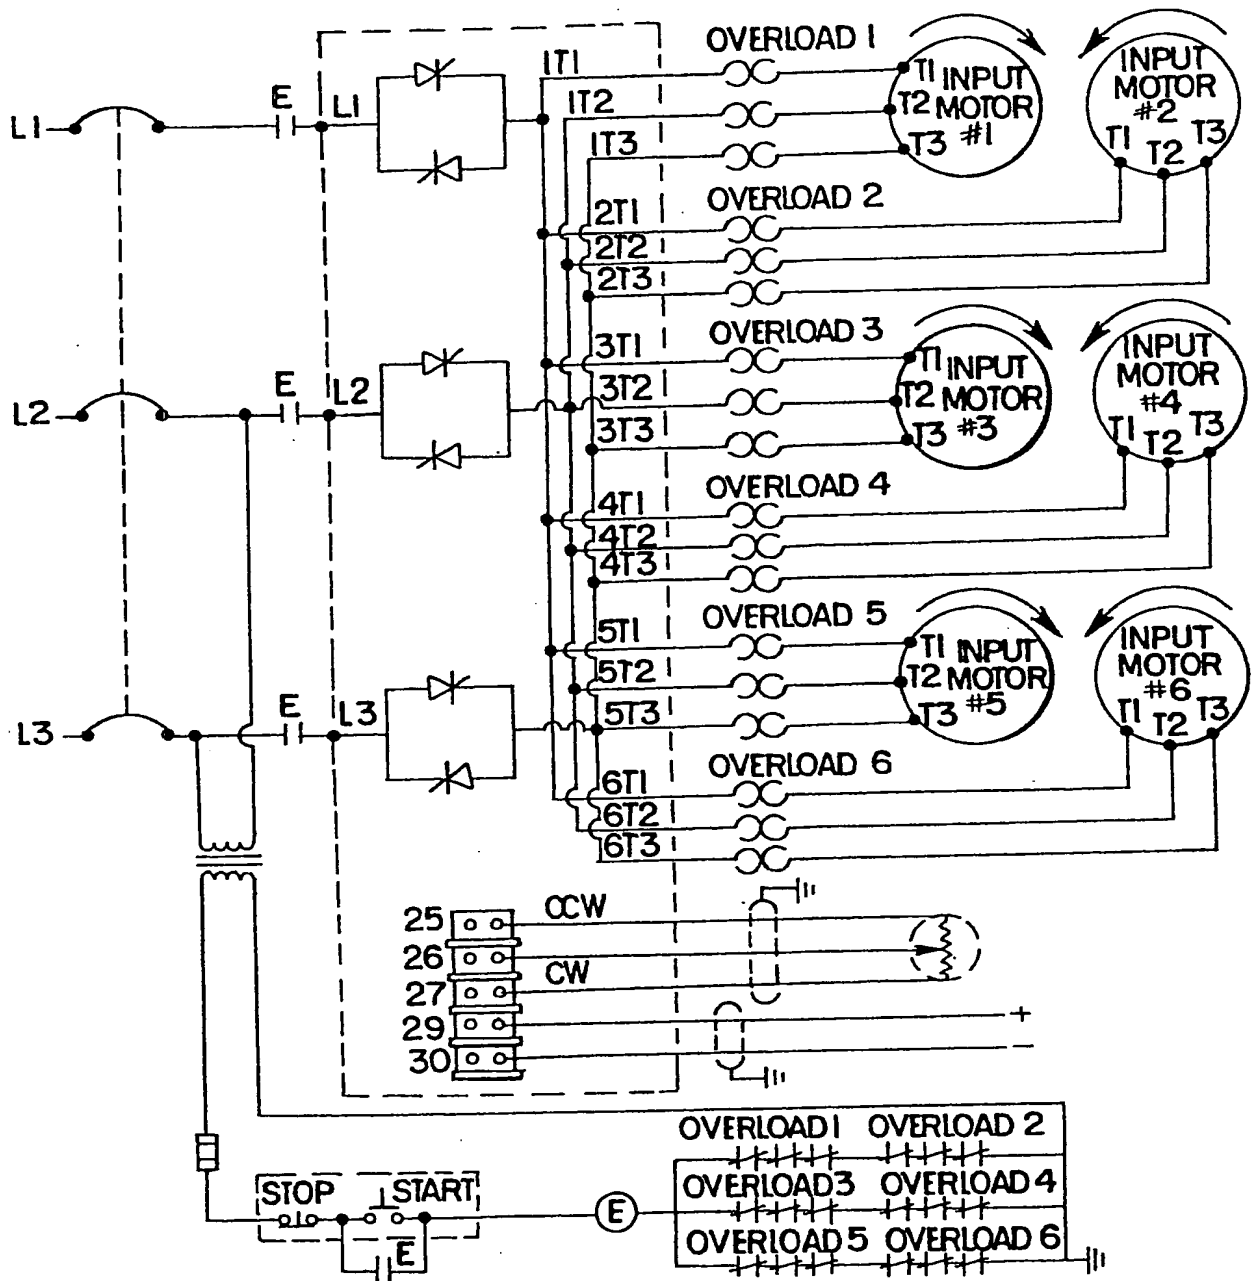 OVERLOAD 1
1T1
T1 INPUT
MOTOR
#1
T2
T3
INPUT
MOTOR
#2
T1 T2 T3
L1
E
L1
1T2
1T3
OVERLOAD 2
2T1
2T2
2T3
OVERLOAD 3
3T1
3T2
3T3
T1 INPUT
T2 MOTOR
T3 #3
INPUT
MOTOR
#4
T1 T2 T3
L2
E
L2
OVERLOAD 4
4T1
4T2
4T3
OVERLOAD 5
5T1
5T2
5T3
T1 INPUT
T2 MOTOR
T3 #5
INPUT
MOTOR
#6
T1 T2 T3
L3
E
L3
OVERLOAD 6
6T1
6T2
6T3
25 CCW
26
27 CW
29 +
30 −
OVERLOAD 1 OVERLOAD 2
STOP START
OVERLOAD 3 OVERLOAD 4
E
E
OVERLOAD 5 OVERLOAD 6